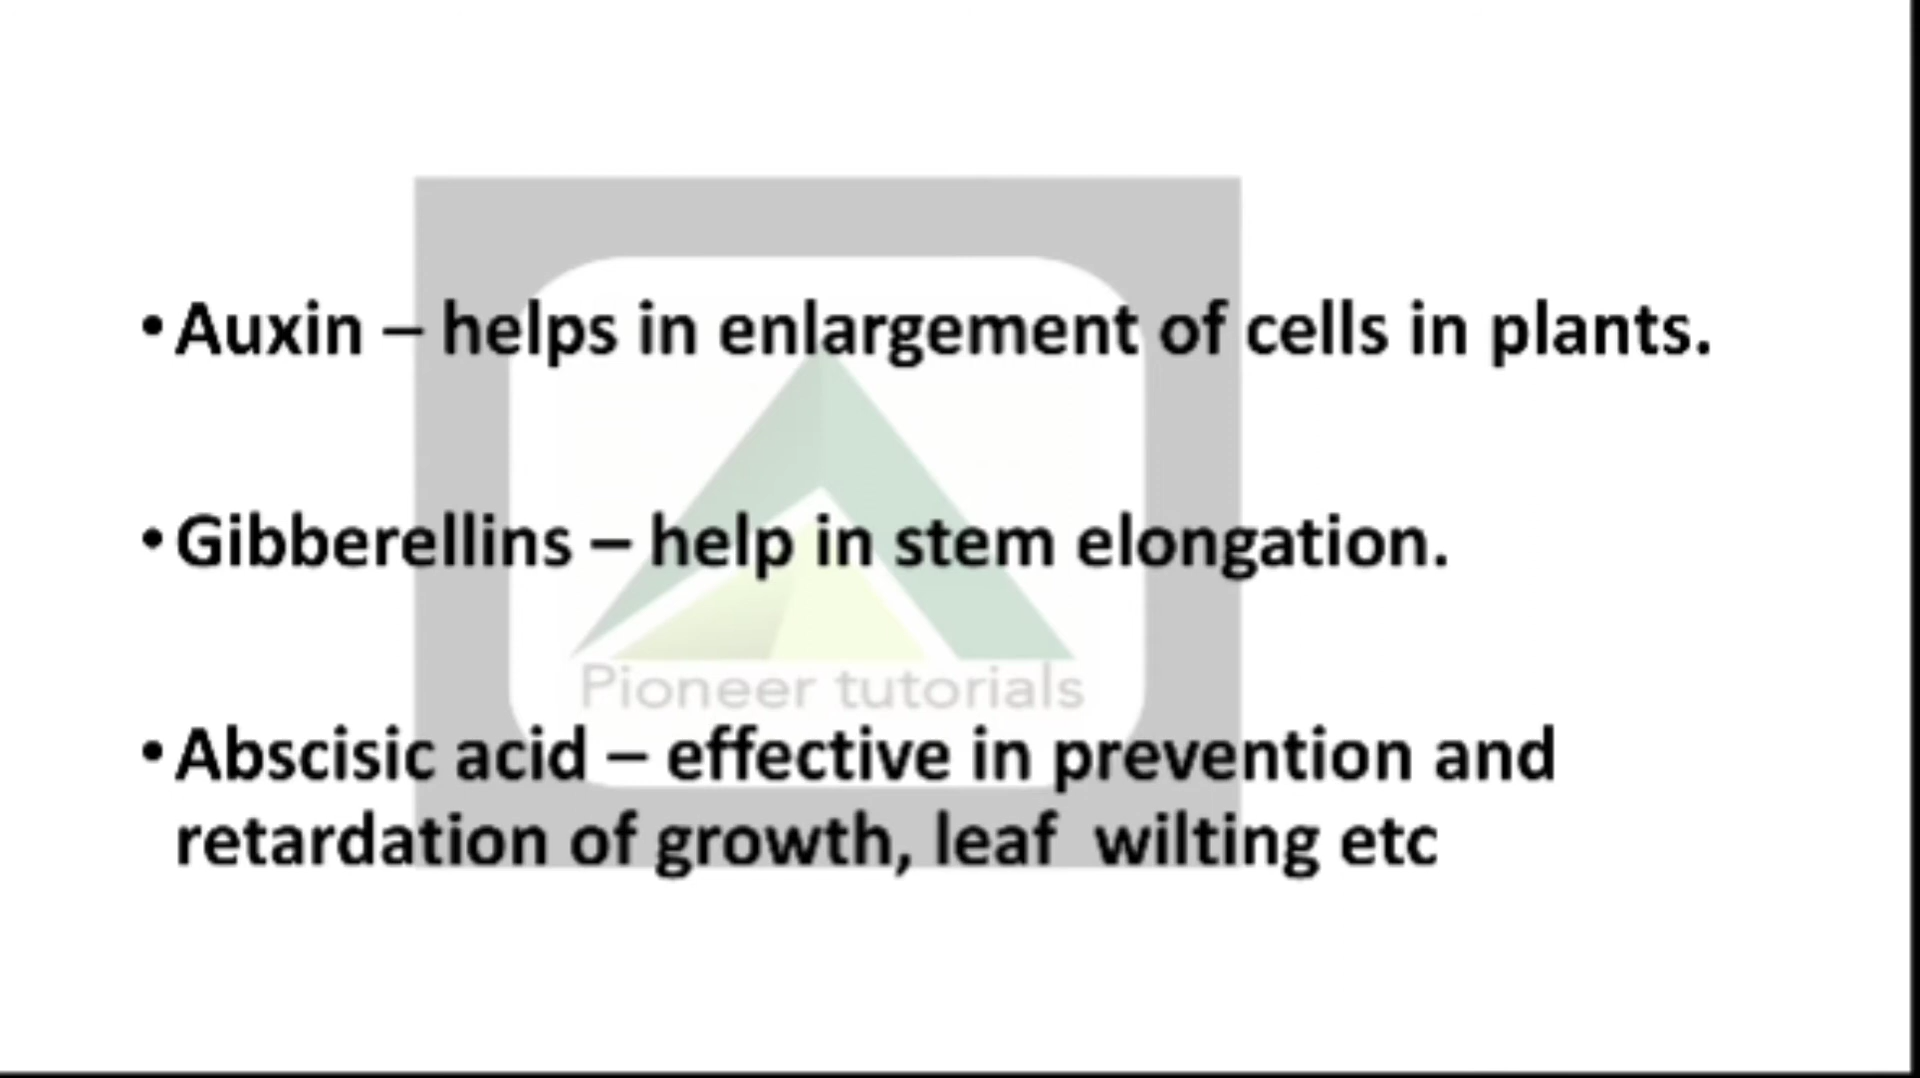 • Auxin – helps in enlargement of cells in plants.
• Gibberellins – help in stem elongation.
Pioneer tutorials
• Abscisic acid – effective in prevention and
retardation of growth, leaf  wilting etc